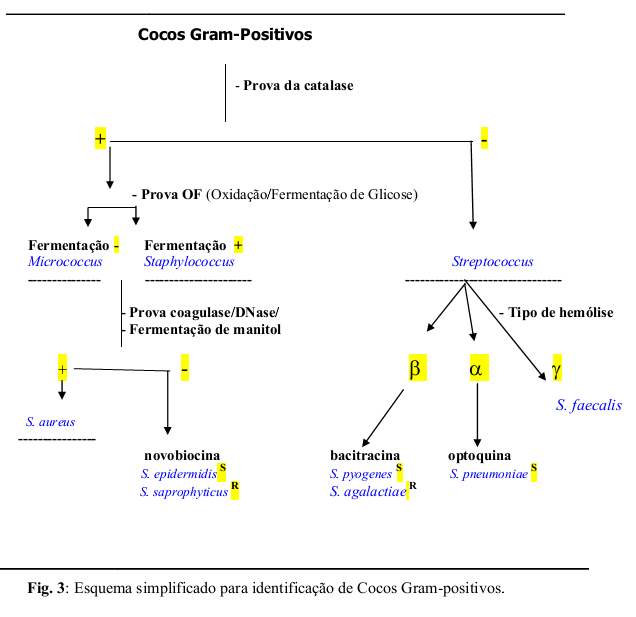 Cocos Gram-Positivos
- Prova da catalase
+ -
- Prova OF (Oxidação/Fermentação de Glicose)
Fermentação - Fermentação +
Micrococcus Staphylococcus Streptococcus
--------------- ---------------------- --------------------------------
- Prova coagulase/DNase/ - Tipo de hemólise
- Fermentação de manitol
+ - β α γ
S. faecalis
S. aureus
----------------
novobiocina bacitracina optoquina
S. epidermidis S S. pyogenes S S. pneumoniae S
S. saprophyticus R S. agalactiae R
Fig. 3: Esquema simplificado para identificação de Cocos Gram-positivos.